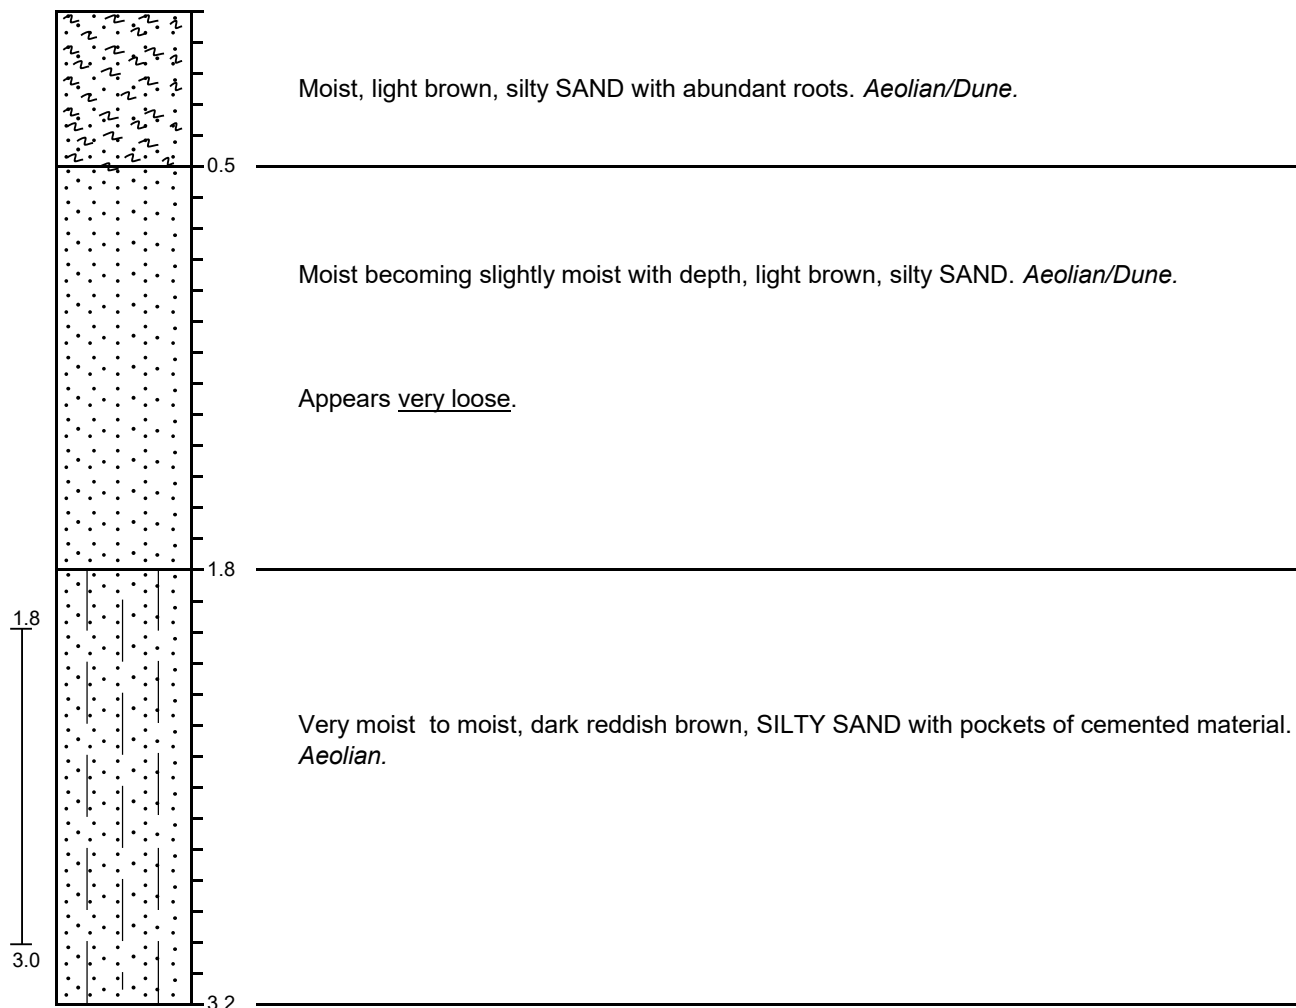 Moist, light brown, silty SAND with abundant roots. Aeolian/Dune.
0.5
Moist becoming slightly moist with depth, light brown, silty SAND. Aeolian/Dune.
Appears very loose.
1.8
1.8
Very moist  to moist, dark reddish brown, SILTY SAND with pockets of cemented material.
Aeolian.
3.0
3.2